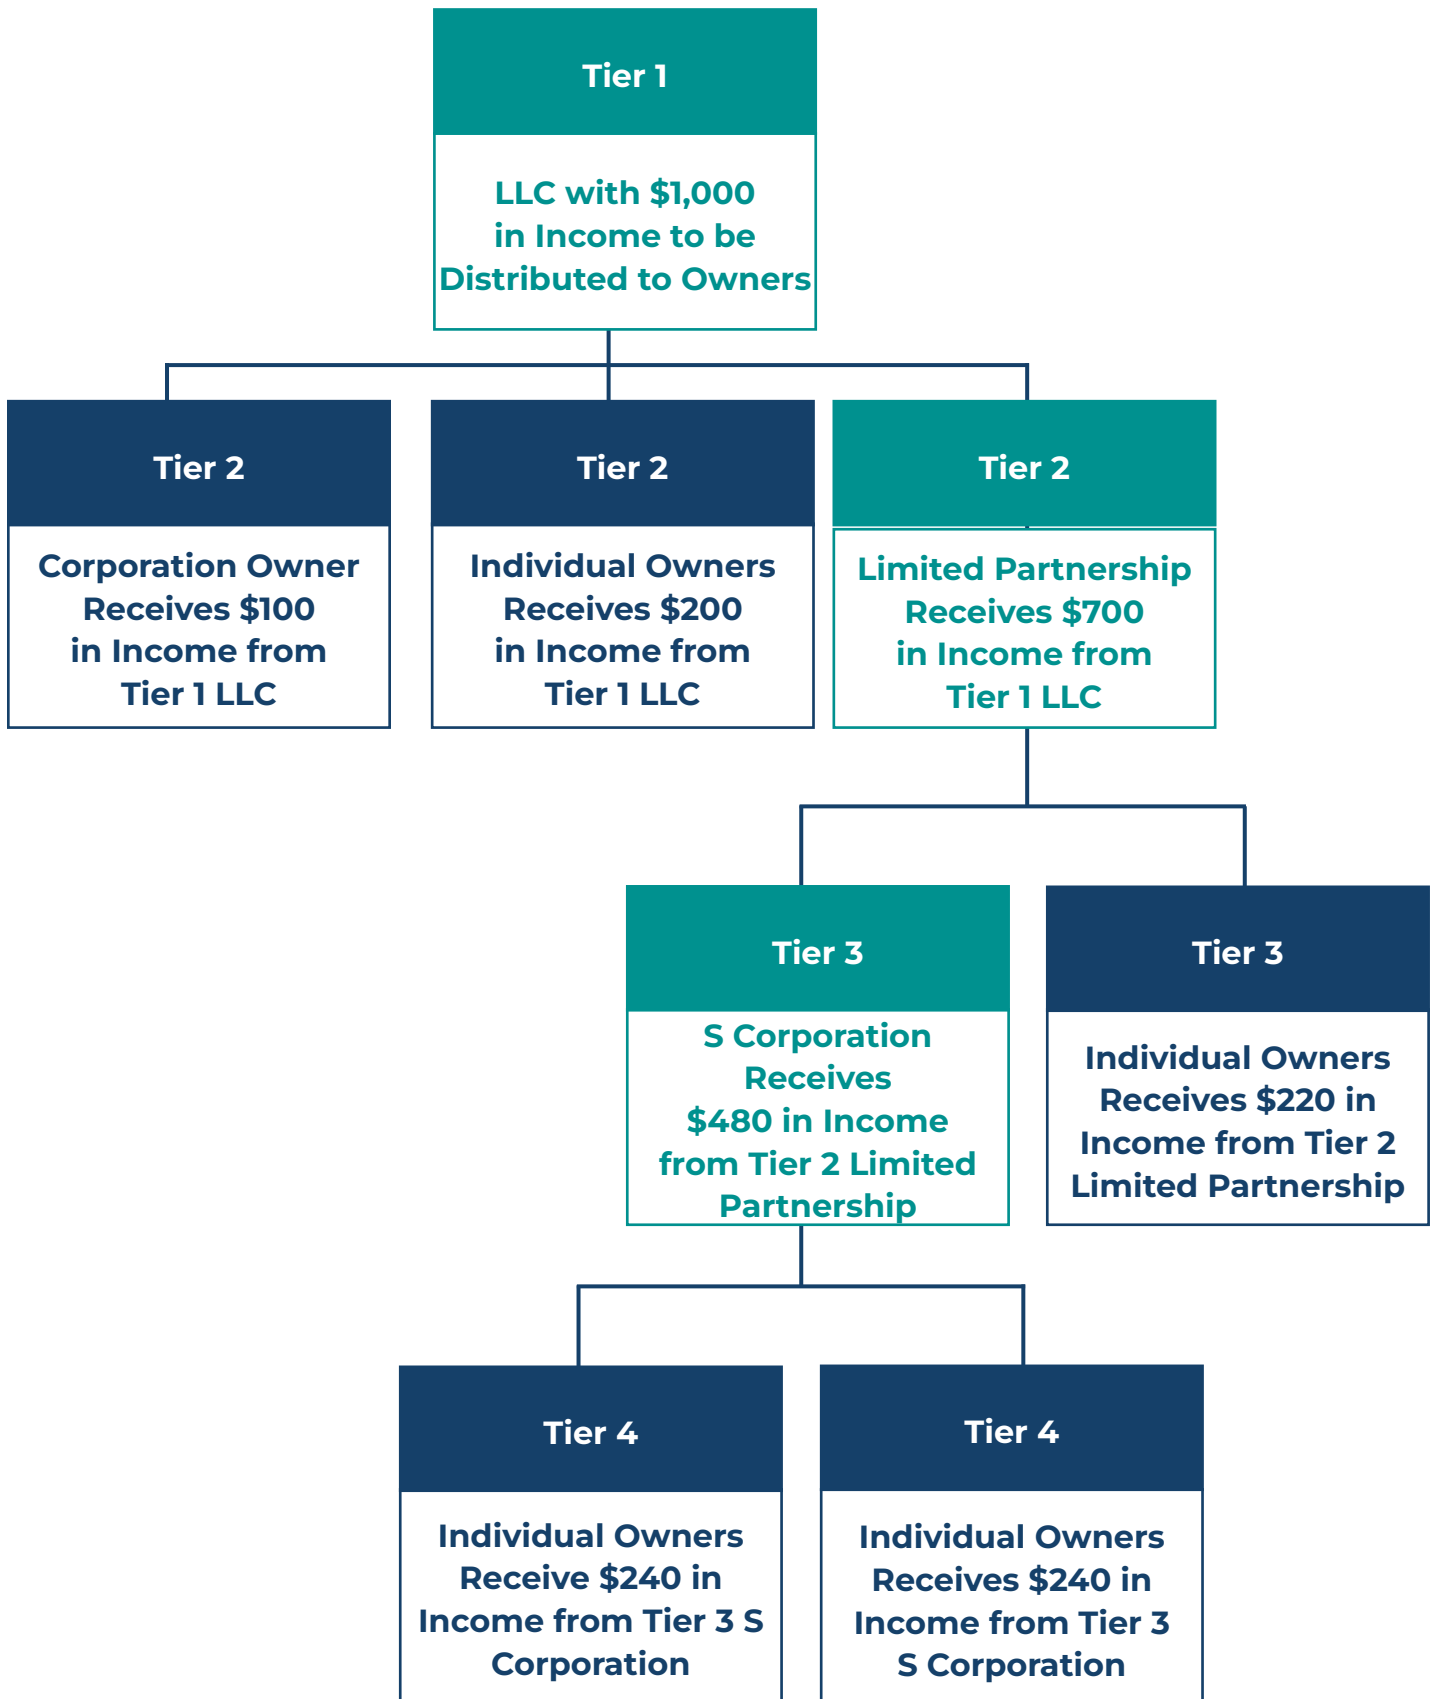 Tier 1
LLC with $1,000
in Income to be
Distributed to Owners
Tier 2
Corporation Owner
Receives $100
in Income from
Tier 1 LLC
Tier 2
Individual Owners
Receives $200
in Income from
Tier 1 LLC
Tier 2
Limited Partnership
Receives $700
in Income from
Tier 1 LLC
Tier 3
S Corporation
Receives
$480 in Income
from Tier 2 Limited
Partnership
Tier 3
Individual Owners
Receives $220 in
Income from Tier 2
Limited Partnership
Tier 4
Individual Owners
Receive $240 in
Income from Tier 3 S
Corporation
Tier 4
Individual Owners
Receives $240 in
Income from Tier 3
S Corporation